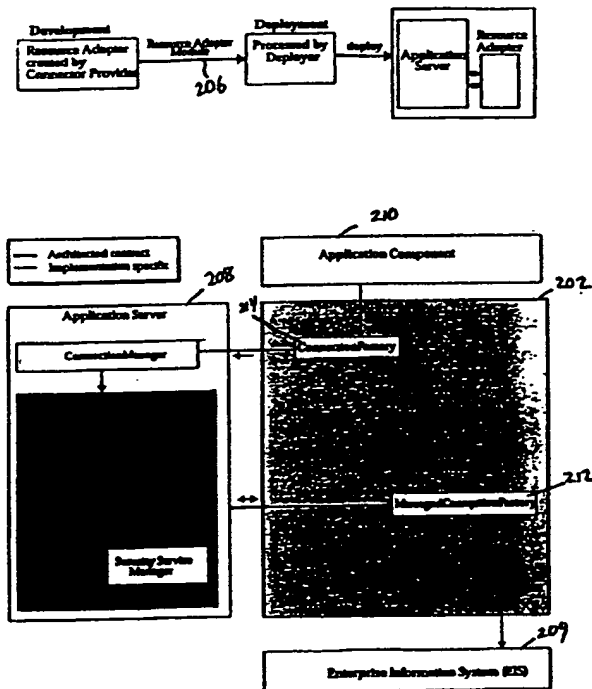 Development
Resource Adapter
created by
Connector Provider
Resource Adapter
Module
206
Deployment
Processed by
Deployer
deploy
Application
Server
Resource
Adapter
Architected contract
Implementation specific
210
Application Component
208
Application Server
ConnectionManager
Security Service
Manager
202
214
ConnectionFactory
212
ManagedConnectionFactory
209
Enterprise Information System (EIS)